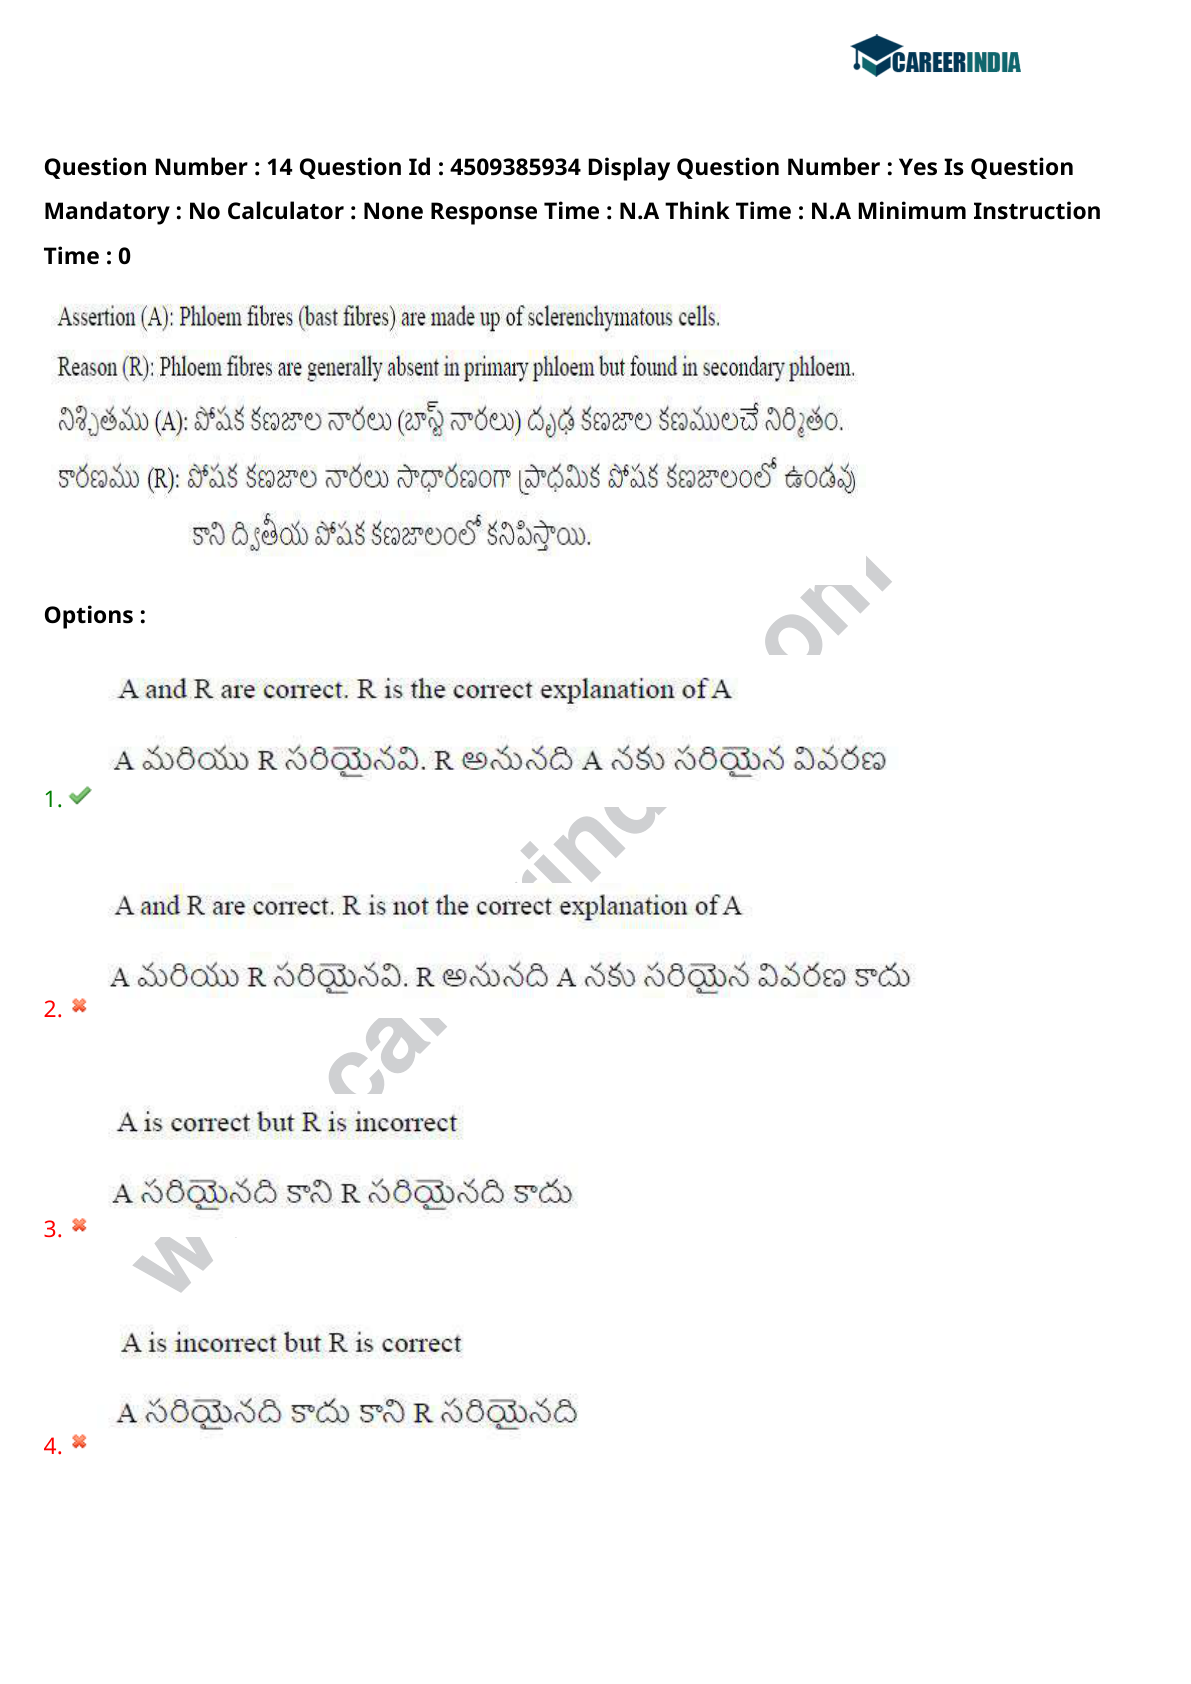 CAREERINDIA
Question Number : 14 Question Id : 4509385934 Display Question Number : Yes Is Question
Mandatory : No Calculator : None Response Time : N.A Think Time : N.A Minimum Instruction
Time : 0
Assertion (A): Phloem fibres (bast fibres) are made up of sclerenchymatous cells.
Reason (R): Phloem fibres are generally absent in primary phloem but found in secondary phloem.
నిశ్చితము (A): పోషక కణజాల నారలు (బాస్ట్ నారలు) దృఢ కణజాల కణములచే నిర్మితం.
కారణము (R): పోషక కణజాల నారలు సాధారణంగా ప్రాధమిక పోషక కణజాలంలో ఉండవు
కాని ద్వితీయ పోషక కణజాలంలో కనిపిస్తాయి.
Options :
A and R are correct. R is the correct explanation of A
A మరియు R సరియైనవి. R అనునది A నకు సరియైన వివరణ
1.
A and R are correct. R is not the correct explanation of A
A మరియు R సరియైనవి. R అనునది A నకు సరియైన వివరణ కాదు
2.
A is correct but R is incorrect
A సరియైనది కాని R సరియైనది కాదు
3.
A is incorrect but R is correct
A సరియైనది కాదు కాని R సరియైనది
4.